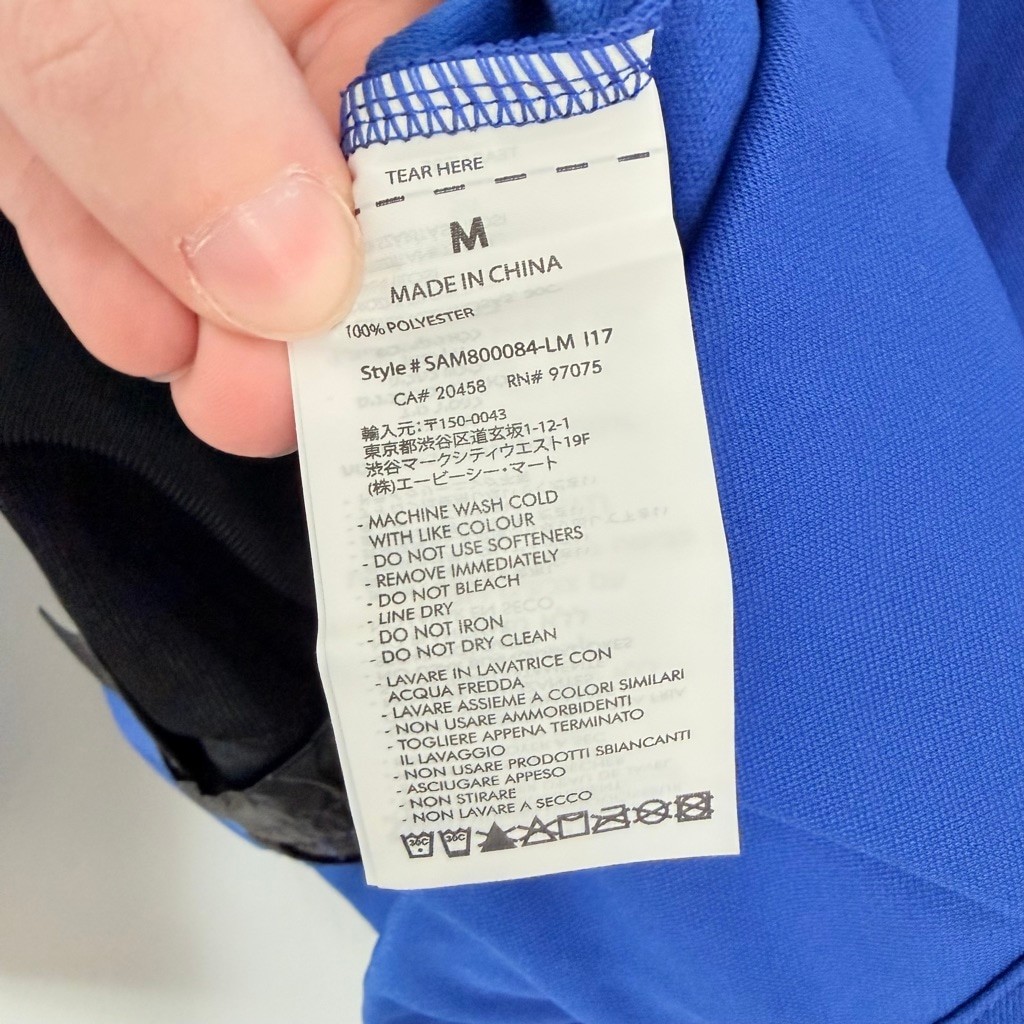 TEAR HERE
M
MADE IN CHINA
100% POLYESTER
Style # SAM800084-LM I17
CA# 20458 RN# 97075
輸入元:〒150-0043
東京都渋谷区道玄坂1-12-1
渋谷マークシティウエスト19F
(株)エービーシー・マート
- MACHINE WASH COLD
WITH LIKE COLOUR
- DO NOT USE SOFTENERS
- REMOVE IMMEDIATELY
- DO NOT BLEACH
- LINE DRY
- DO NOT IRON
- DO NOT DRY CLEAN
- LAVARE IN LAVATRICE CON
ACQUA FREDDA
- LAVARE ASSIEME A COLORI SIMILARI
- NON USARE AMMORBIDENTI
- TOGLIERE APPENA TERMINATO
IL LAVAGGIO
- NON USARE PRODOTTI SBIANCANTI
- ASCIUGARE APPESO
- NON STIRARE
- NON LAVARE A SECCO
30C 30C